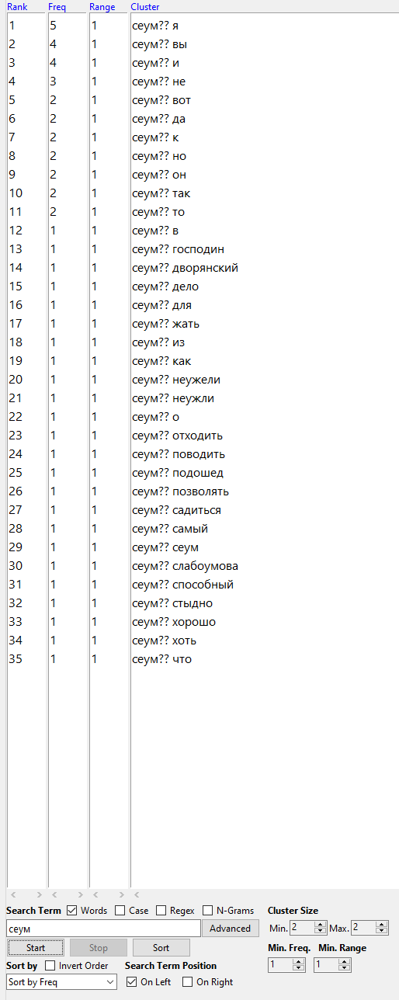 Rank Freq Range Cluster
1 5 1 сеум?? я
2 4 1 сеум?? вы
3 4 1 сеум?? и
4 3 1 сеум?? не
5 2 1 сеум?? вот
6 2 1 сеум?? да
7 2 1 сеум?? к
8 2 1 сеум?? но
9 2 1 сеум?? он
10 2 1 сеум?? так
11 2 1 сеум?? то
12 1 1 сеум?? в
13 1 1 сеум?? господин
14 1 1 сеум?? дворянский
15 1 1 сеум?? дело
16 1 1 сеум?? для
17 1 1 сеум?? жать
18 1 1 сеум?? из
19 1 1 сеум?? как
20 1 1 сеум?? неужели
21 1 1 сеум?? неужли
22 1 1 сеум?? о
23 1 1 сеум?? отходить
24 1 1 сеум?? поводить
25 1 1 сеум?? подошед
26 1 1 сеум?? позволять
27 1 1 сеум?? садиться
28 1 1 сеум?? самый
29 1 1 сеум?? сеум
30 1 1 сеум?? слабоумова
31 1 1 сеум?? способный
32 1 1 сеум?? стыдно
33 1 1 сеум?? хорошо
34 1 1 сеум?? хоть
35 1 1 сеум?? что
Search Term Words Case Regex N-Grams Cluster Size
сеум Advanced Min. 2 Max. 2
Start Stop Sort Min. Freq. Min. Range
Sort by Invert Order Search Term Position 1 1
Sort by Freq On Left On Right